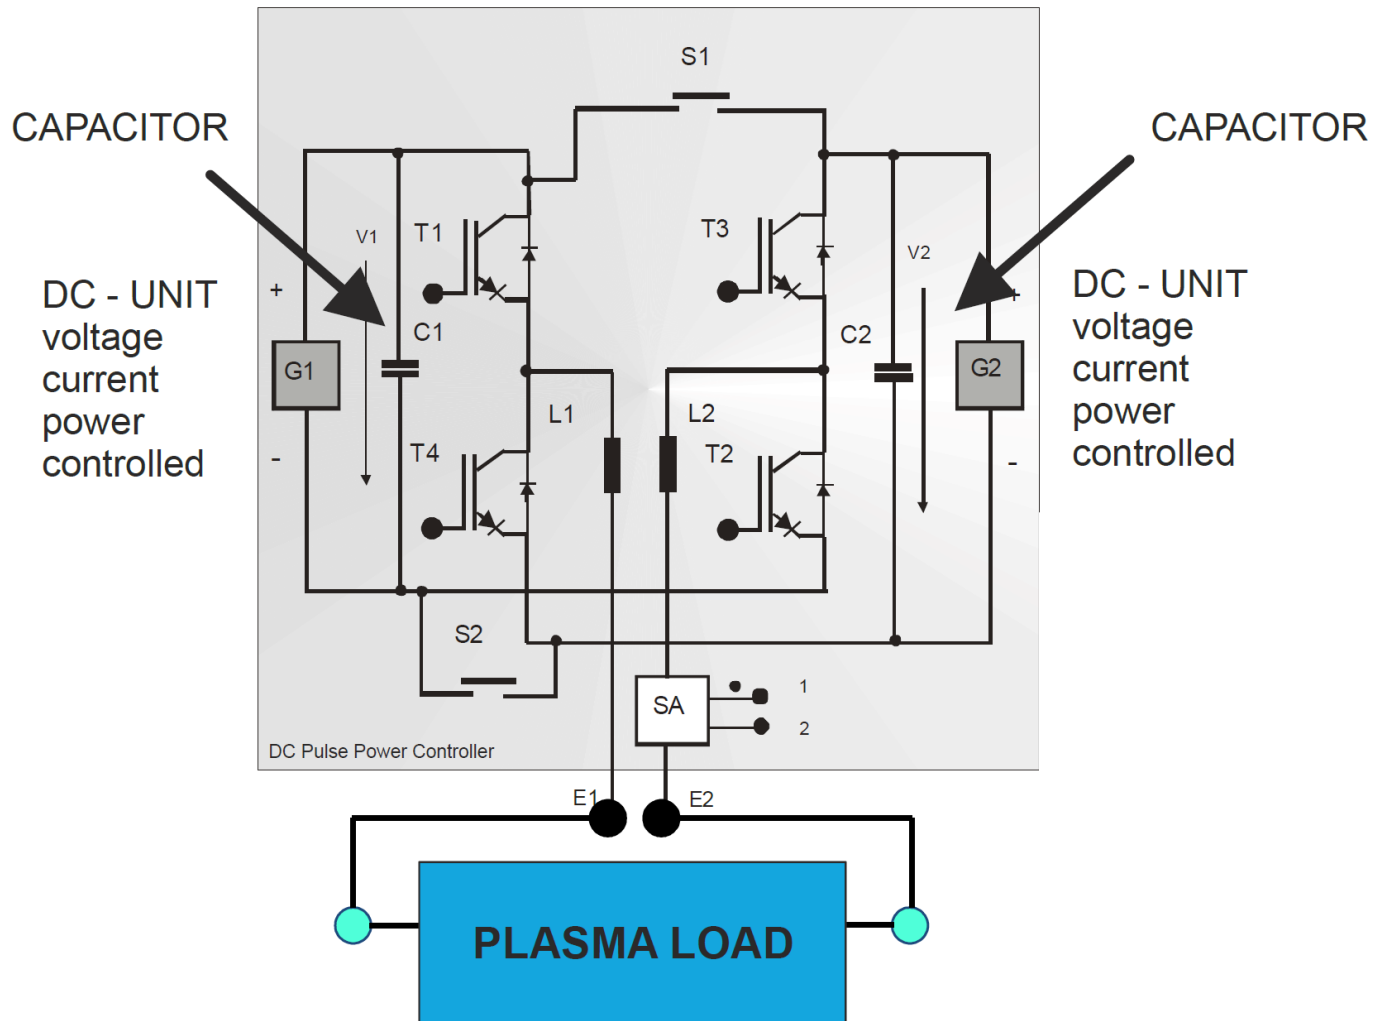 S1
CAPACITOR
CAPACITOR
T1
T3
V1
V2
DC - UNIT
voltage
current
power
controlled
+
C1
G1
-
C2
+
G2
-
DC - UNIT
voltage
current
power
controlled
L1
L2
T4
T2
S2
SA
1
2
DC Pulse Power Controller
E1
E2
PLASMA LOAD